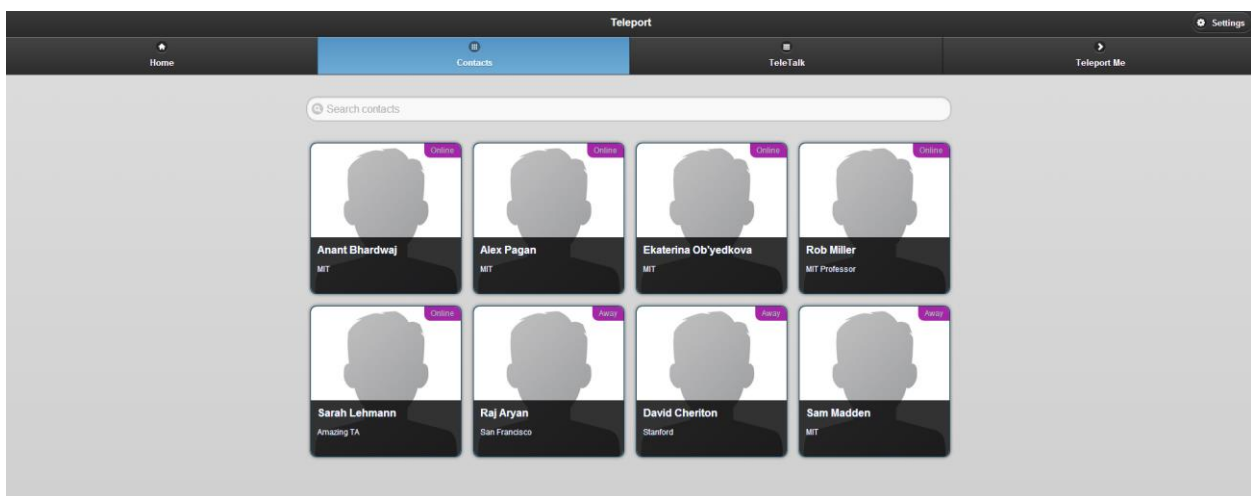 Teleport
Settings
Home
Contacts
TeleTalk
Teleport Me
Search contacts
Online
Anant Bhardwaj
MIT
Online
Alex Pagan
MIT
Online
Ekaterina Ob'yedkova
MIT
Online
Rob Miller
MIT Professor
Online
Sarah Lehmann
Amazing TA
Away
Raj Aryan
San Francisco
Away
David Cheriton
Stanford
Away
Sam Madden
MIT